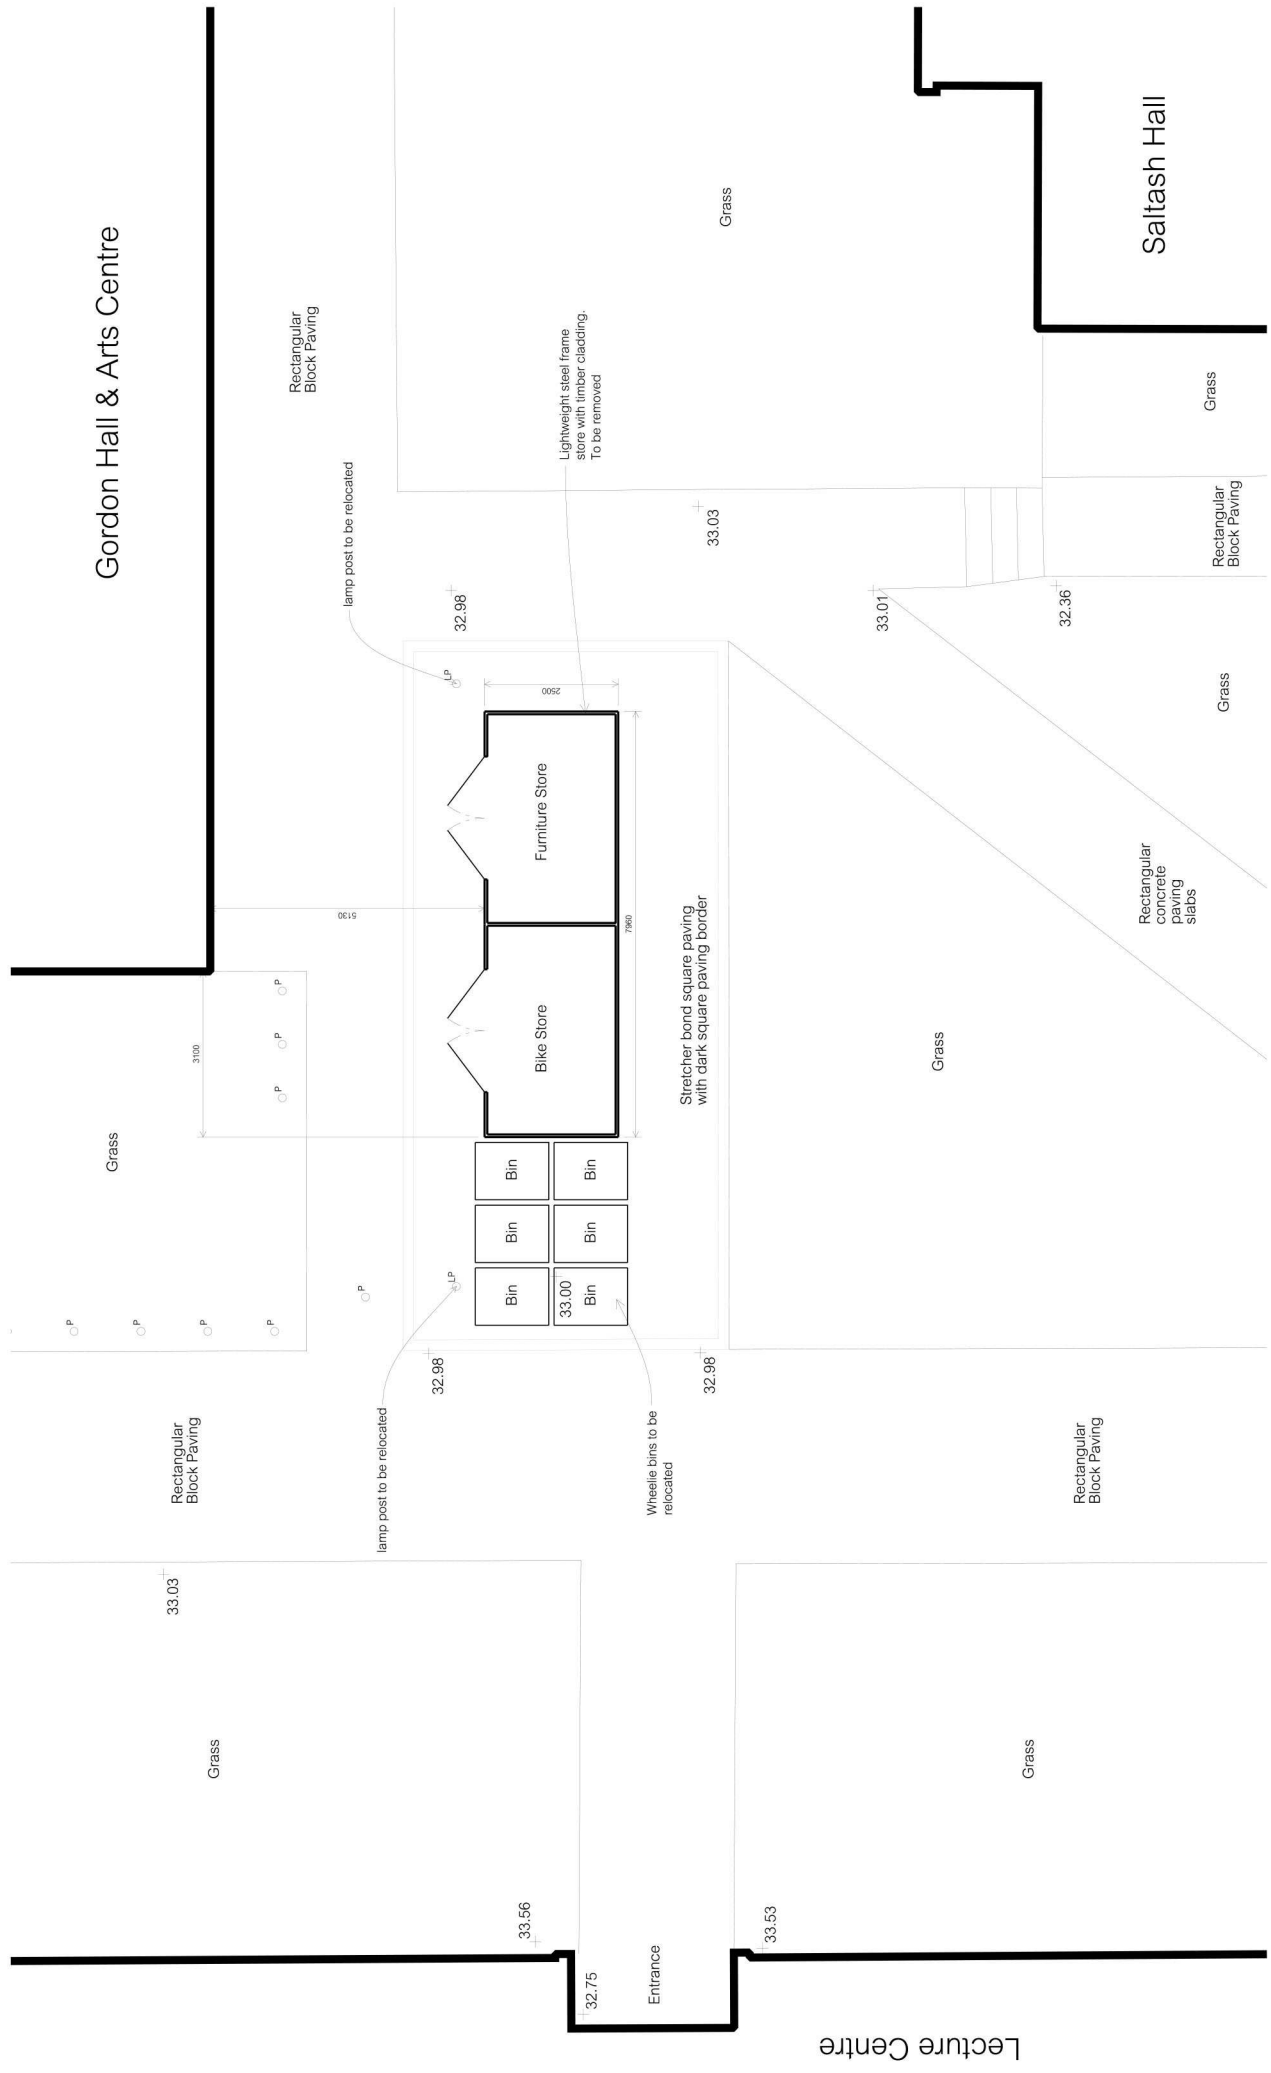 Gordon Hall & Arts Centre
Saltash Hall
Lecture Centre
Rectangular
Block Paving
Grass
Lightweight steel frame
store with timber cladding.
To be removed
lamp post to be relocated
Grass
Rectangular
Block Paving
33.03
32.98
33.01
32.36
LP
2500
Furniture Store
7960
5130
Grass
Rectangular
concrete
paving
slabs
Bike Store
Stretcher bond square paving
with dark square paving border
Grass
3100
P
P
P
Grass
Bin
Bin
Bin
Bin
Bin
Bin
33.00
LP
P
P
P
P
P
32.98
32.98
lamp post to be relocated
Wheelie bins to be
relocated
Rectangular
Block Paving
Rectangular
Block Paving
33.03
Grass
Grass
33.56
33.53
32.75
Entrance